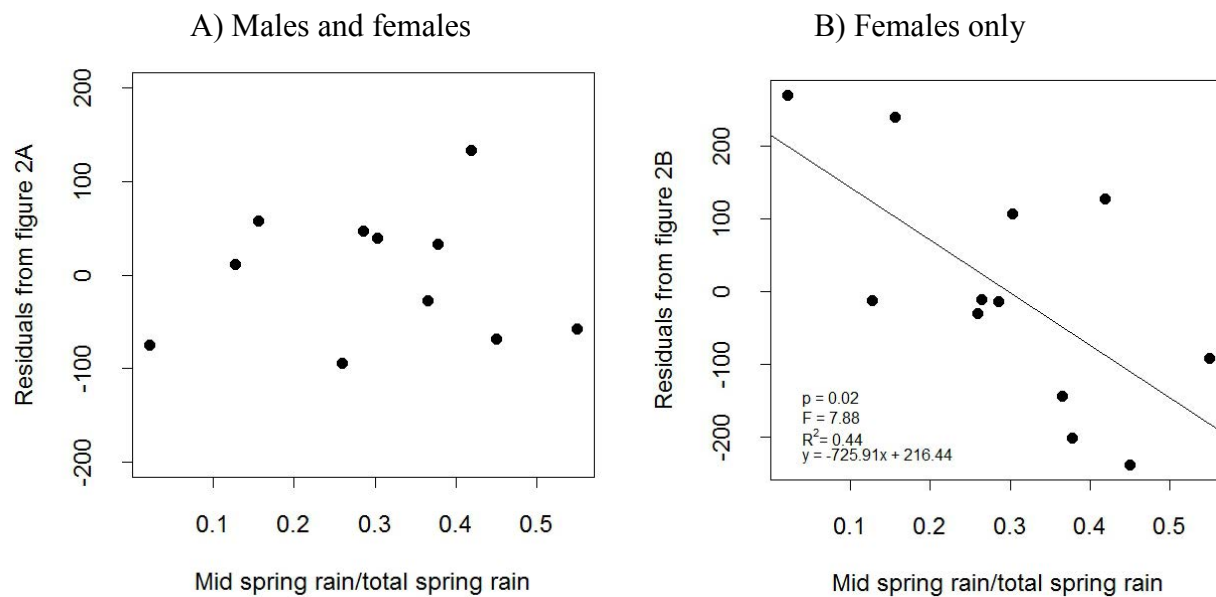 A) Males and females
Residuals from figure 2A
200
100
0
-100
-200
0.1 0.2 0.3 0.4 0.5
Mid spring rain/total spring rain
B) Females only
Residuals from figure 2B
200
100
0
-100
-200
p = 0.02
F = 7.88
R²= 0.44
y = -725.91x + 216.44
0.1 0.2 0.3 0.4 0.5
Mid spring rain/total spring rain